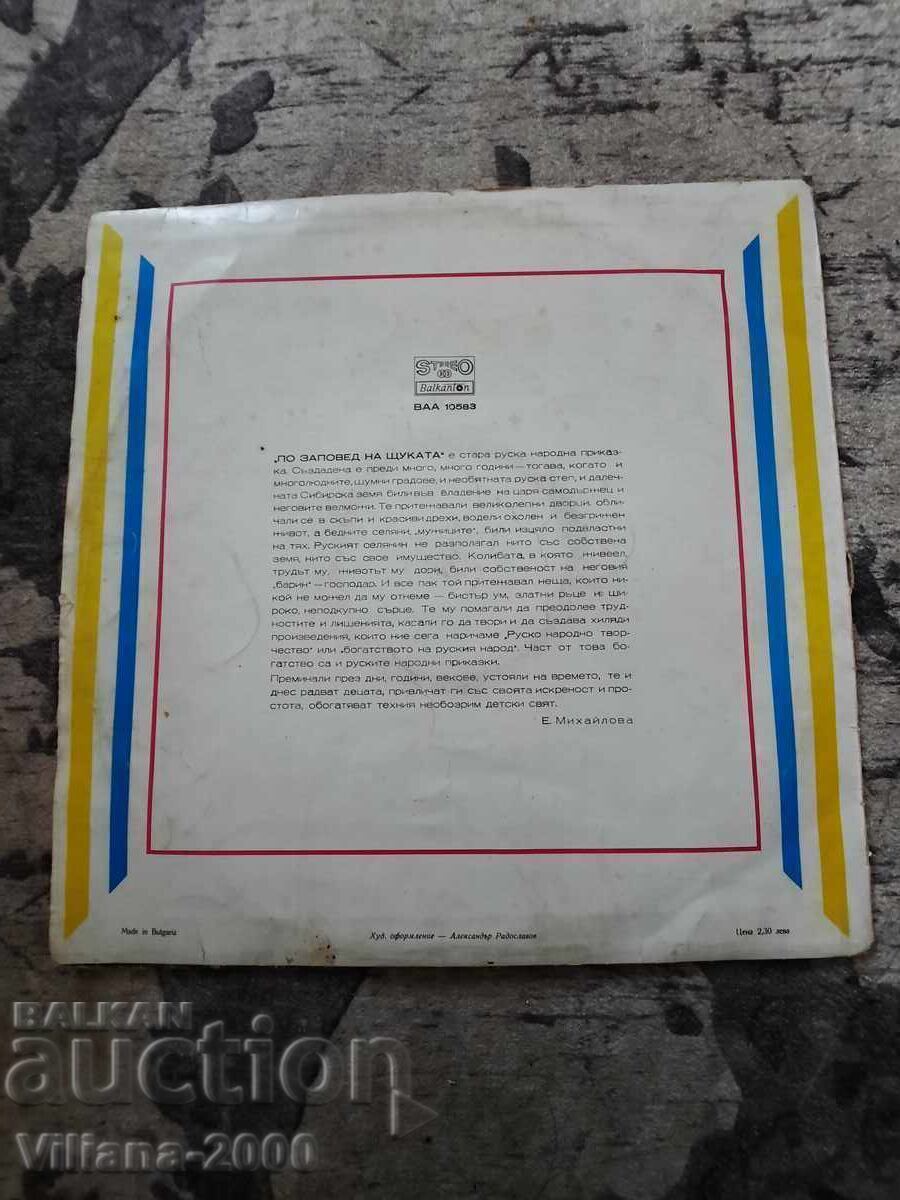 STEREO
Balkanton
ВАА 10583
„ПО ЗАПОВЕД НА ЩУКАТА“ е стара руска народна приказ-
ка. Създадена е преди много, много години — тогава, когато и
многолюдните, шумни градове, и необятната руска степ, и далеч-
ната Сибирска земя били във владение на царя самодържец и
неговите велможи. Те притежавали великолепни дворци, обли-
чали се в скъпи и красиви дрехи, водели охолен и безгрижен
живот, а бедните селяни, „мужиците“, били изцяло подвластни
на тях. Руският селянин не разполагал нито със собствена
земя, нито със свое имущество. Колибата, в която живеел,
трудът му, животът му дори, били собственост на неговия
„барин“ — господар. И все пак той притежавал неща, които ни-
кой не можел да му отнеме — бистър ум, златни ръце и ши-
роко, неподкупно сърце. Те му помагали да преодолее труд-
ностите и лишенията, карали го да твори и да създава хиляди
произведения, които ние сега наричаме „Руско народно твор-
чество“ или „богатството на руския народ“. Част от това бо-
гатство са и руските народни приказки.
Преминали през дни, години, векове, устояли на времето, те и
днес радват децата, привличат ги със своята искреност и про-
стота, обогатяват техния необозрим детски свят.
Е. Михайлова
Made in Bulgaria
Худ. оформление — Александър Радославов
Цена 2,30 лева
BALKAN
auction
Viliana-2000